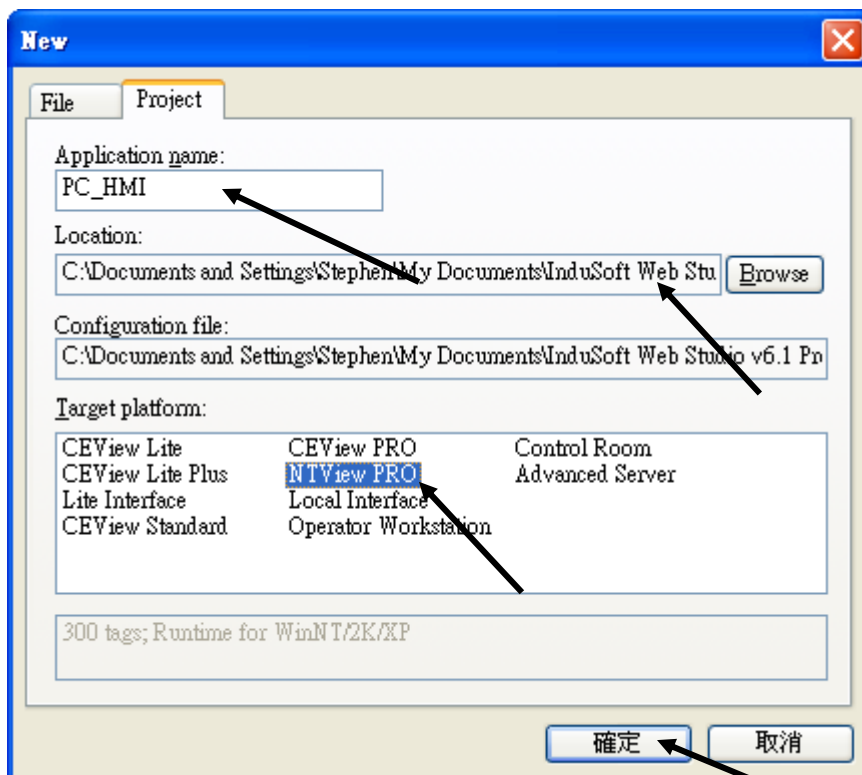 New
File Project
Application name:
PC_HMI
Location:
C:\Documents and Settings\Stephen\My Documents\InduSoft Web Stu Browse
Configuration file:
C:\Documents and Settings\Stephen\My Documents\InduSoft Web Studio v6.1 Pr
Target platform:
CEView Lite CEView PRO Control Room
CEView Lite Plus NTView PRO Advanced Server
Lite Interface Local Interface
CEView Standard Operator Workstation
300 tags; Runtime for WinNT/2K/XP
確定 取消